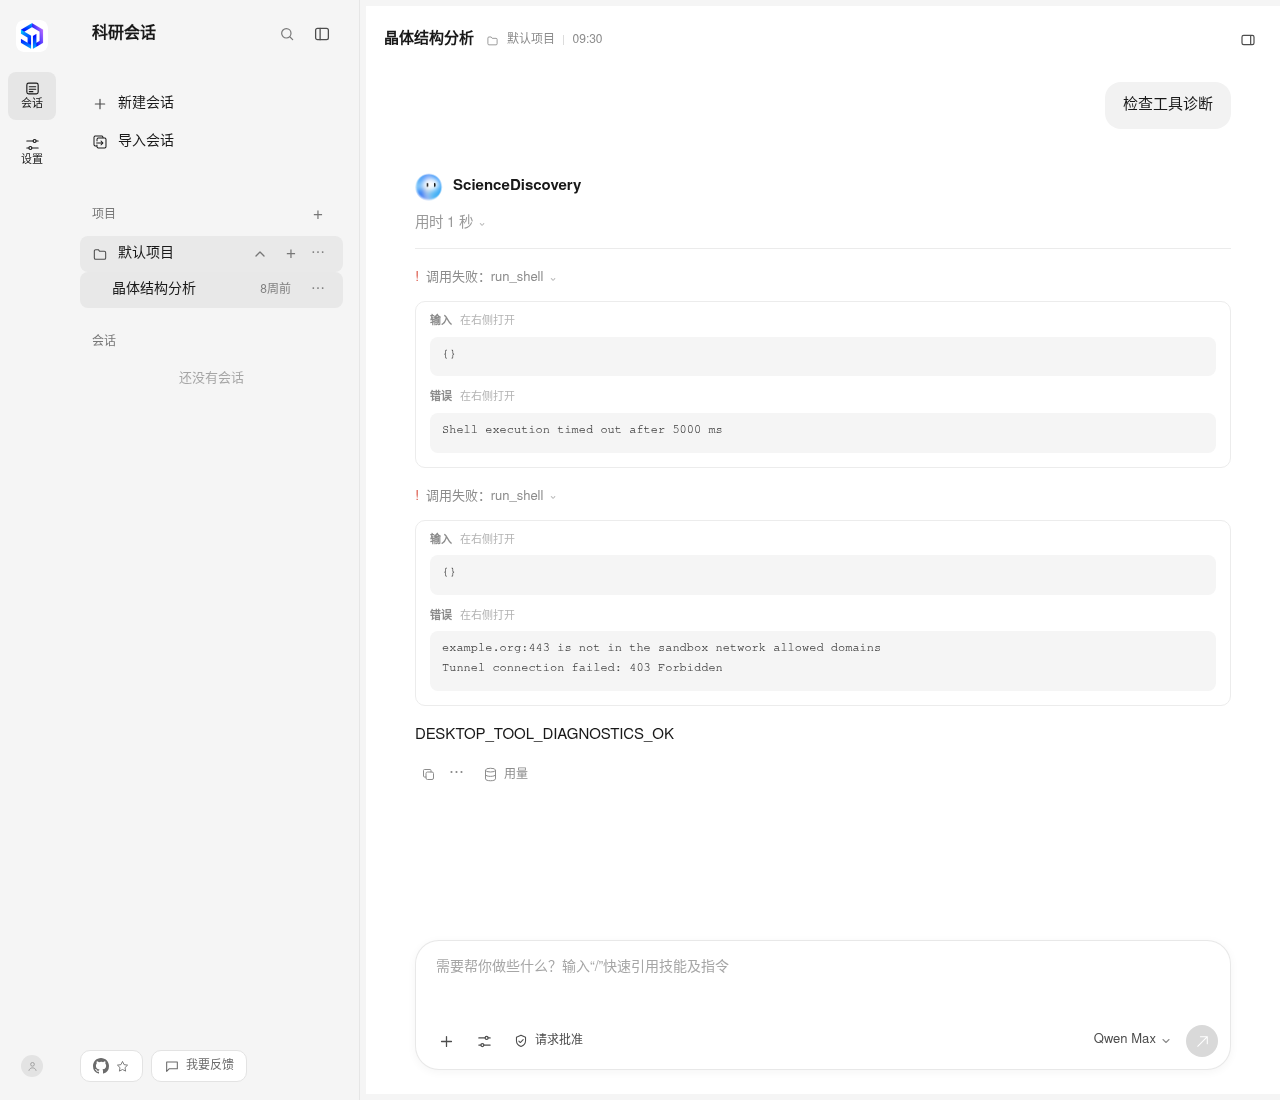 科研会话
会话
设置
新建会话
导入会话
项目
默认项目
晶体结构分析
8周前
会话
还没有会话
我要反馈
晶体结构分析
默认项目
09:30
检查工具诊断
ScienceDiscovery
用时 1 秒
! 调用失败：run_shell
输入 在右侧打开
{}
错误 在右侧打开
Shell execution timed out after 5000 ms
! 调用失败：run_shell
输入 在右侧打开
{}
错误 在右侧打开
example.org:443 is not in the sandbox network allowed domains
Tunnel connection failed: 403 Forbidden
DESKTOP_TOOL_DIAGNOSTICS_OK
用量
需要帮你做些什么？输入“/”快速引用技能及指令
请求批准
Qwen Max